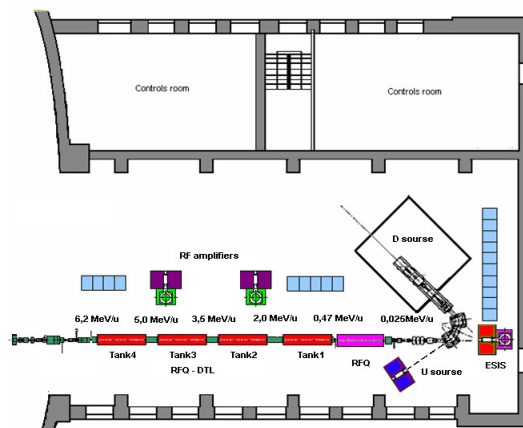 Controls room
Controls room
D sourse
RF amplifiers
6,2 MeV/u
5,0 MeV/u
3,5 MeV/u
2,0 MeV/u
0,47 MeV/u
0,025MeV/u
Tank4
Tank3
Tank2
Tank1
RFQ
U sourse
ESIS
RFQ - DTL